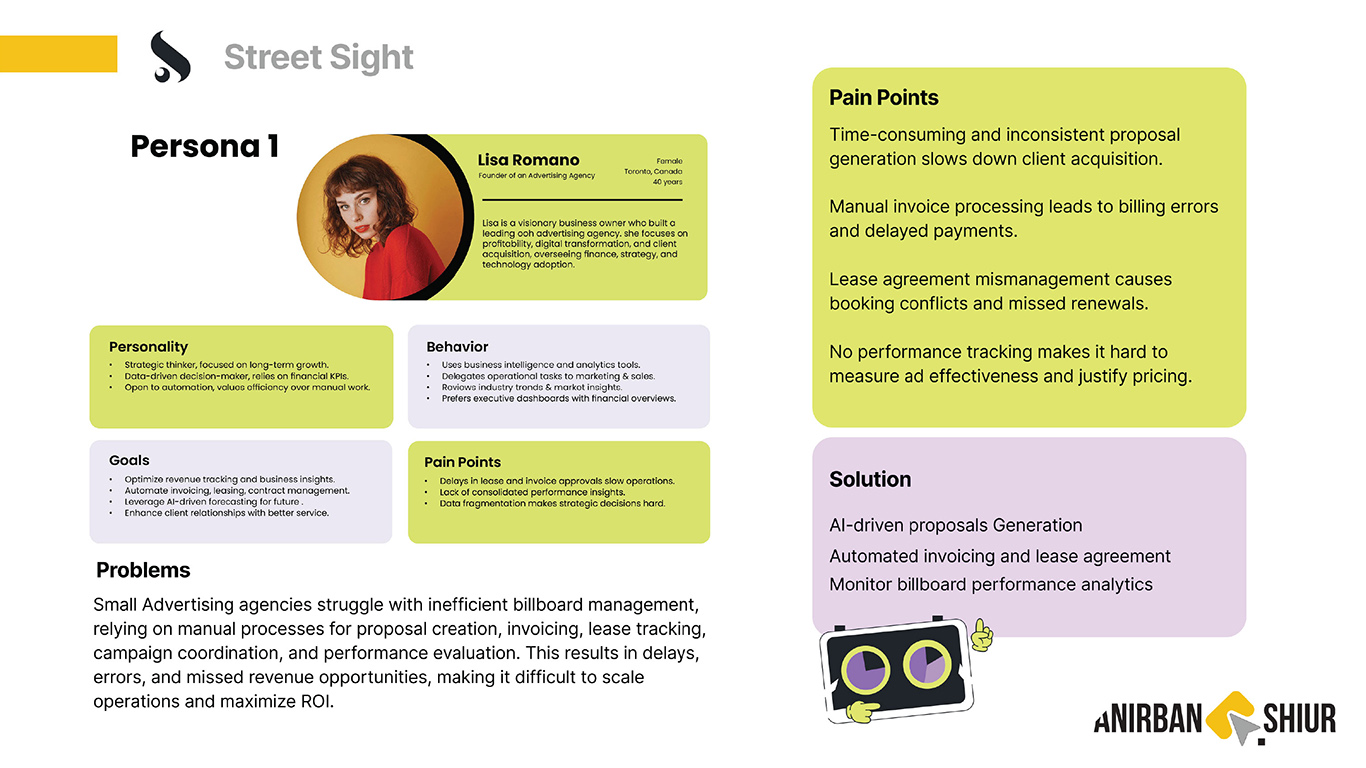 Street Sight
Persona 1
Lisa Romano
Founder of an Advertising Agency
Female
Toronto, Canada
40 years
Lisa is a visionary business owner who built a
leading ooh advertising agency. she focuses on
profitability, digital transformation, and client
acquisition, overseeing finance, strategy, and
technology adoption.
Personality
• Strategic thinker, focused on long-term growth.
• Data-driven decision-maker, relies on financial KPIs.
• Open to automation, values efficiency over manual work.
Behavior
• Uses business intelligence and analytics tools.
• Delegates operational tasks to marketing & sales.
• Reviews industry trends & market insights.
• Prefers executive dashboards with financial overviews.
Goals
• Optimize revenue tracking and business insights.
• Automate invoicing, leasing, contract management.
• Leverage AI-driven forecasting for future .
• Enhance client relationships with better service.
Pain Points
• Delays in lease and invoice approvals slow operations.
• Lack of consolidated performance insights.
• Data fragmentation makes strategic decisions hard.
Problems
Small Advertising agencies struggle with inefficient billboard management,
relying on manual processes for proposal creation, invoicing, lease tracking,
campaign coordination, and performance evaluation. This results in delays,
errors, and missed revenue opportunities, making it difficult to scale
operations and maximize ROI.
Pain Points
Time-consuming and inconsistent proposal
generation slows down client acquisition.
Manual invoice processing leads to billing errors
and delayed payments.
Lease agreement mismanagement causes
booking conflicts and missed renewals.
No performance tracking makes it hard to
measure ad effectiveness and justify pricing.
Solution
AI-driven proposals Generation
Automated invoicing and lease agreement
Monitor billboard performance analytics
ANIRBAN SHIUR